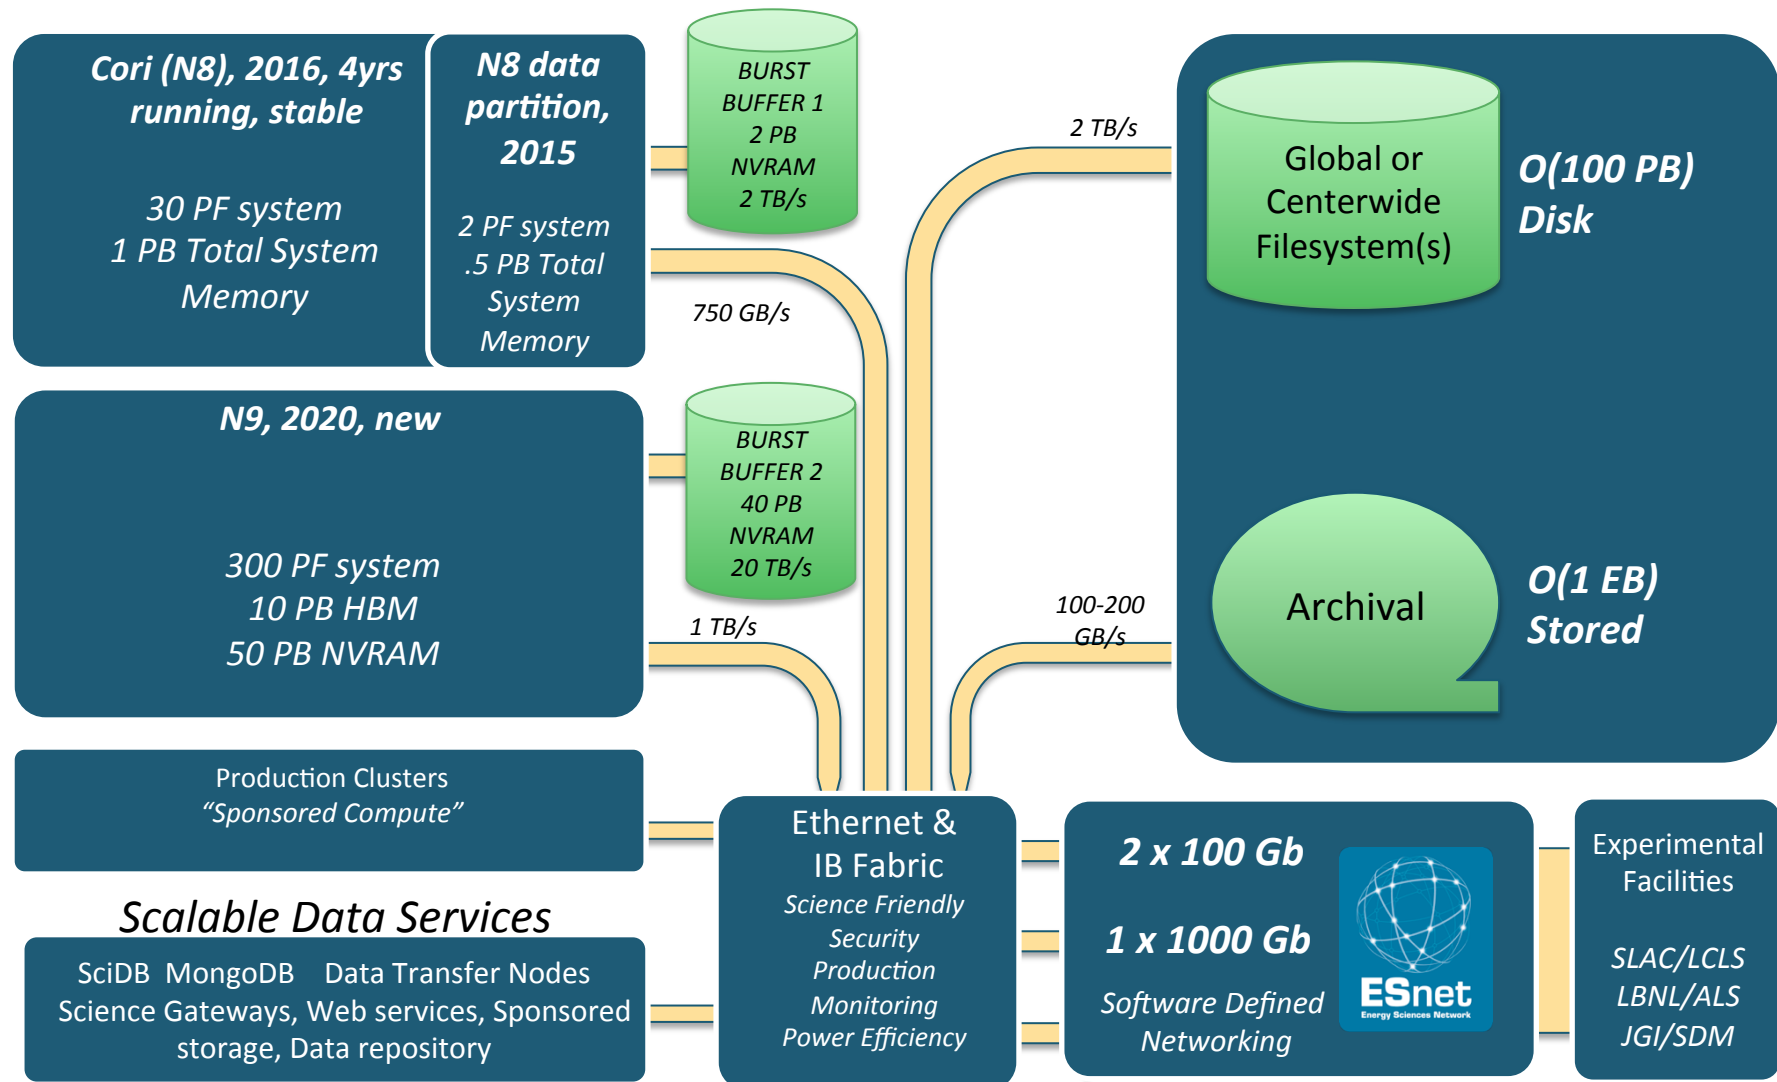 Cori (N8), 2016, 4yrs
running, stable
30 PF system
1 PB Total System
Memory
N8 data
partition,
2015
2 PF system
.5 PB Total
System
Memory
BURST
BUFFER 1
2 PB
NVRAM
2 TB/s
750 GB/s
2 TB/s
Global or
Centerwide
Filesystem(s)
O(100 PB)
Disk
N9, 2020, new
300 PF system
10 PB HBM
50 PB NVRAM
BURST
BUFFER 2
40 PB
NVRAM
20 TB/s
1 TB/s
100-200
GB/s
Archival
O(1 EB)
Stored
Production Clusters
“Sponsored Compute”
Scalable Data Services
SciDB MongoDB Data Transfer Nodes
Science Gateways, Web services, Sponsored
storage, Data repository
Ethernet &
IB Fabric
Science Friendly
Security
Production
Monitoring
Power Efficiency
2 x 100 Gb
1 x 1000 Gb
Software Defined
Networking
ESnet
Energy Sciences Network
Experimental
Facilities
SLAC/LCLS
LBNL/ALS
JGI/SDM